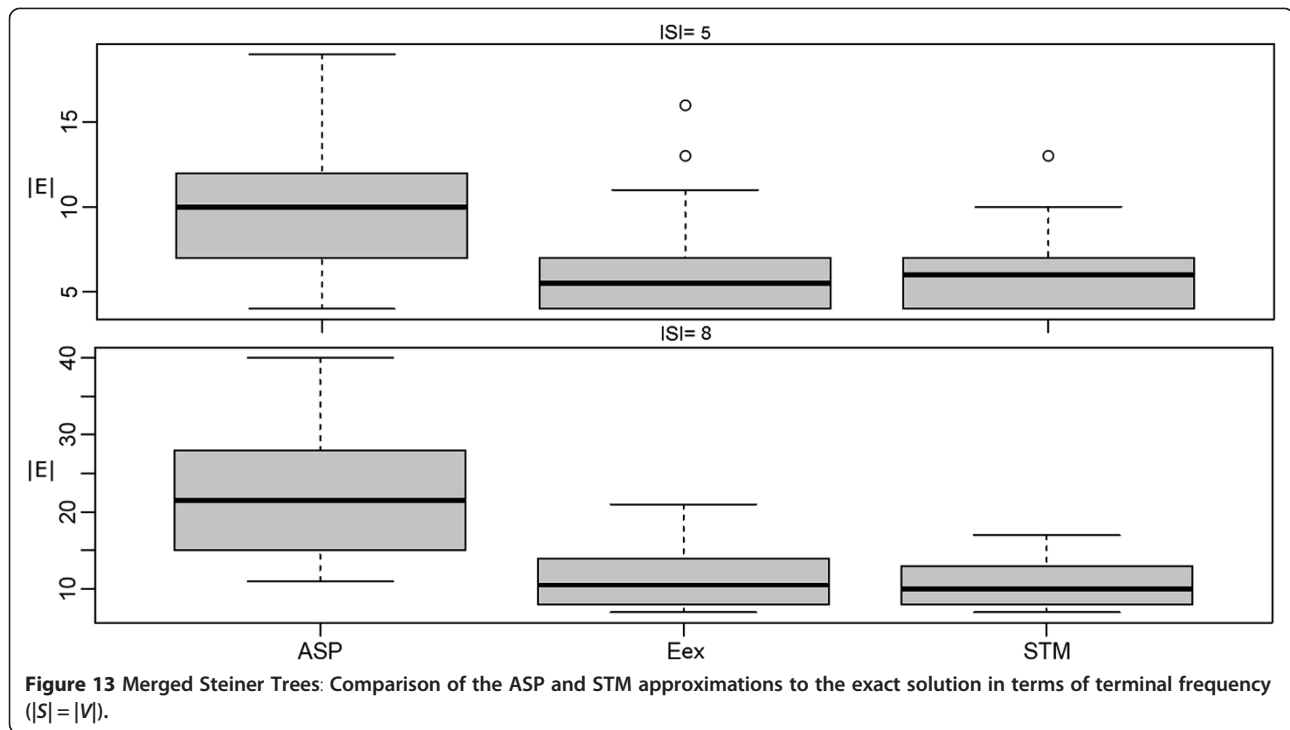 |S|= 5
15
10
5
|E|
|S|= 8
40
30
20
10
|E|
ASP Eex STM
Figure 13 Merged Steiner Trees: Comparison of the ASP and STM approximations to the exact solution in terms of terminal frequency
(|S| = |V|).